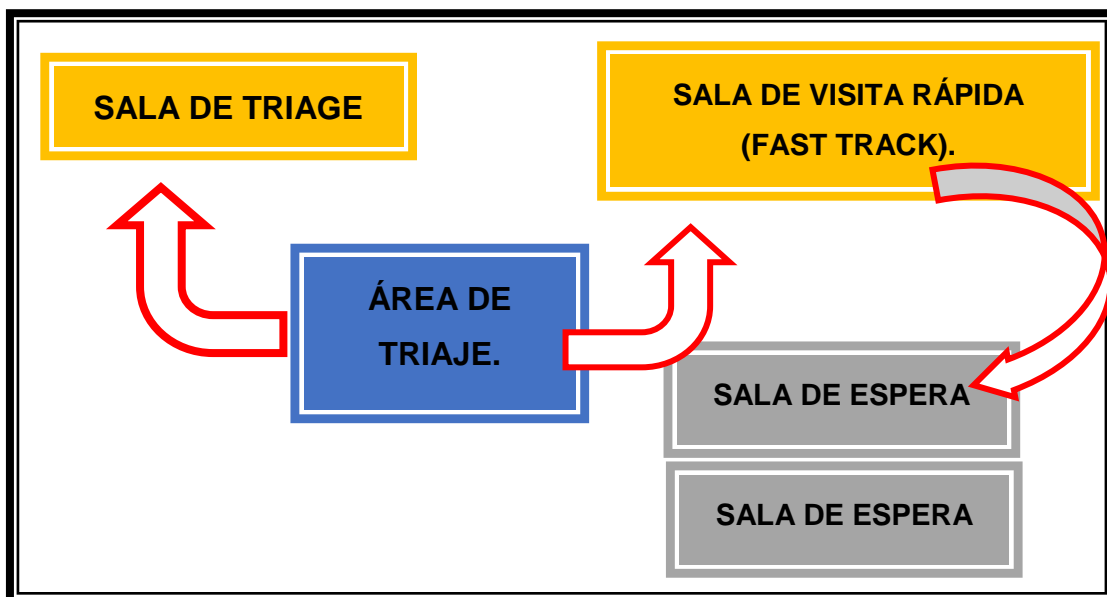 SALA DE TRIAGE
SALA DE VISITA RÁPIDA
(FAST TRACK).
ÁREA DE
TRIAJE.
SALA DE ESPERA
SALA DE ESPERA